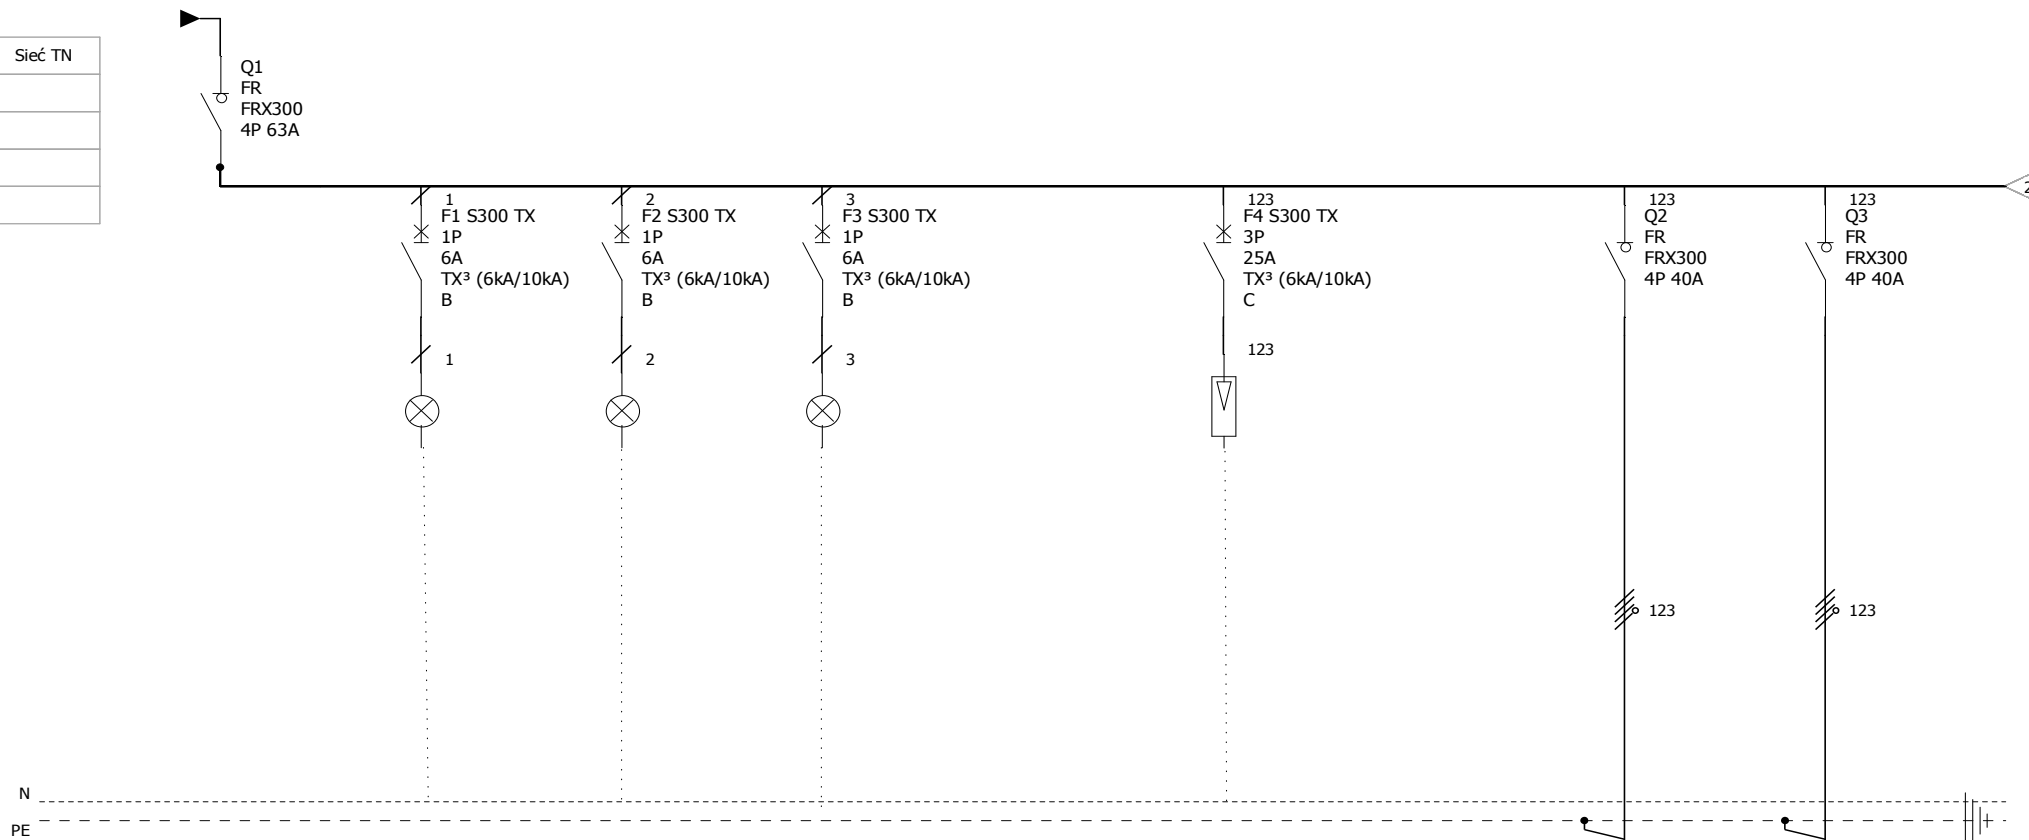 Sieć TN
Q1
FR
FRX300
4P 63A
1
F1 S300 TX
1P
6A
TX³ (6kA/10kA)
B
1
2
F2 S300 TX
1P
6A
TX³ (6kA/10kA)
B
2
3
F3 S300 TX
1P
6A
TX³ (6kA/10kA)
B
3
123
F4 S300 TX
3P
25A
TX³ (6kA/10kA)
C
123
123
Q2
FR
FRX300
4P 40A
123
123
Q3
FR
FRX300
4P 40A
123
2
N
PE